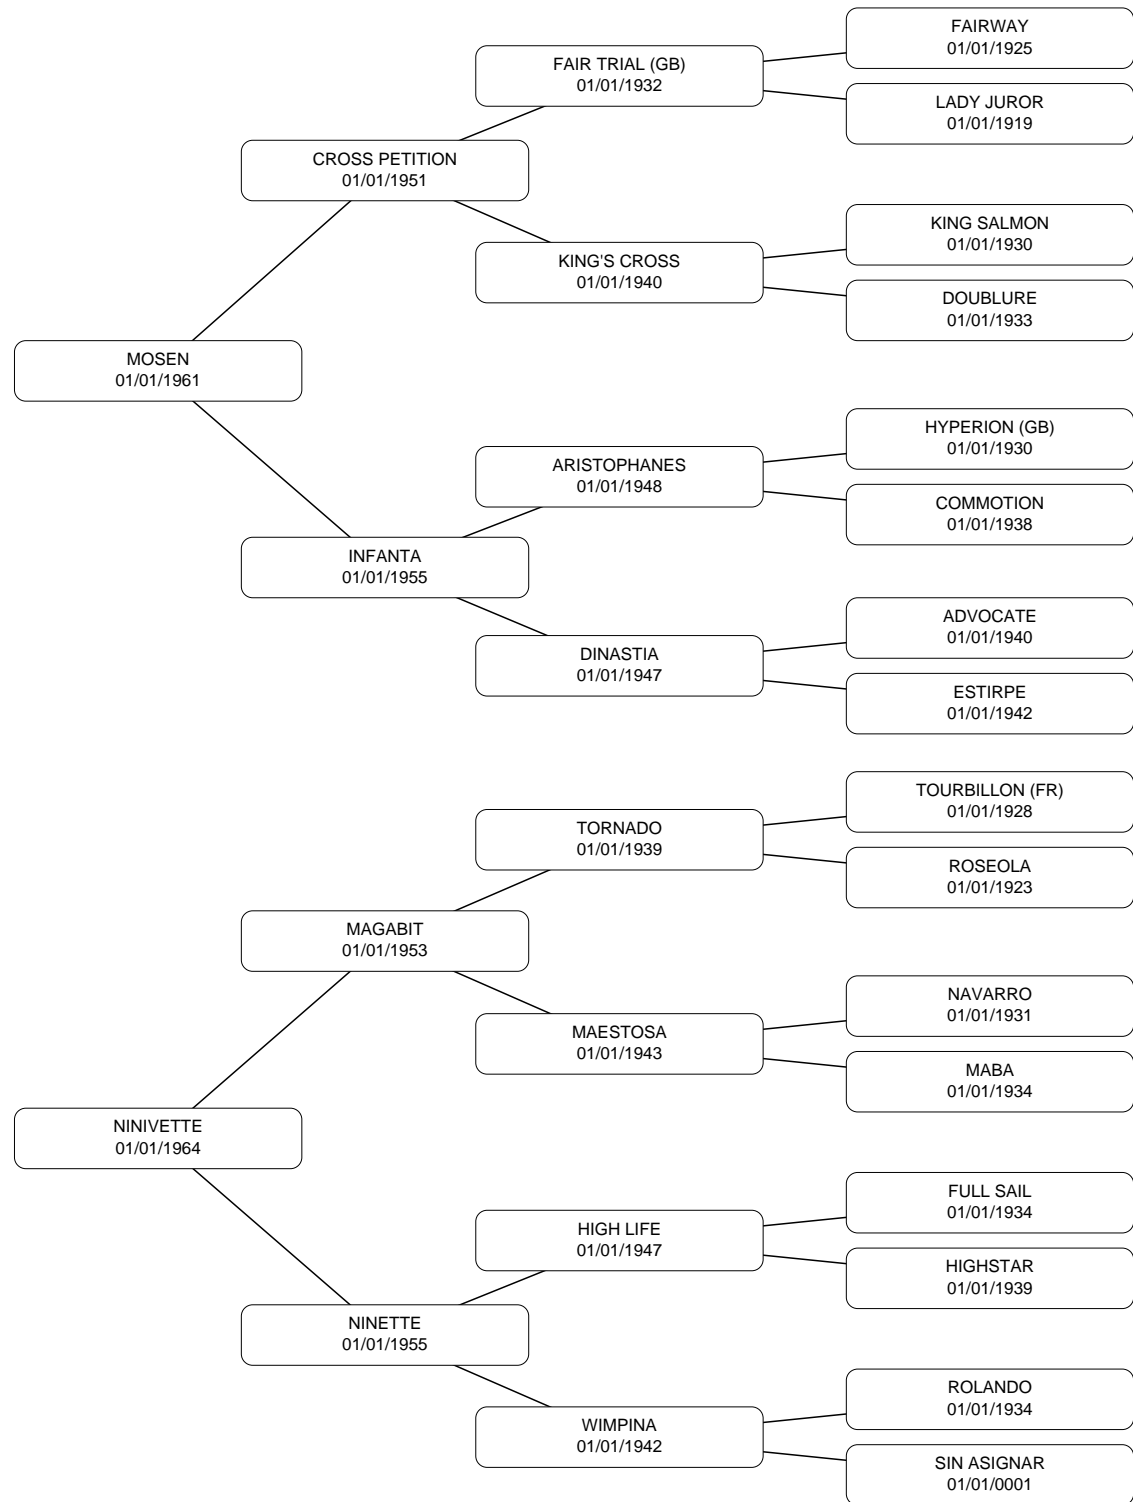 FAIRWAY
01/01/1925
FAIR TRIAL (GB)
01/01/1932
LADY JUROR
01/01/1919
CROSS PETITION
01/01/1951
KING SALMON
01/01/1930
KING'S CROSS
01/01/1940
DOUBLURE
01/01/1933
MOSEN
01/01/1961
HYPERION (GB)
01/01/1930
ARISTOPHANES
01/01/1948
COMMOTION
01/01/1938
INFANTA
01/01/1955
ADVOCATE
01/01/1940
DINASTIA
01/01/1947
ESTIRPE
01/01/1942
TOURBILLON (FR)
01/01/1928
TORNADO
01/01/1939
ROSEOLA
01/01/1923
MAGABIT
01/01/1953
NAVARRO
01/01/1931
MAESTOSA
01/01/1943
MABA
01/01/1934
NINIVETTE
01/01/1964
FULL SAIL
01/01/1934
HIGH LIFE
01/01/1947
HIGHSTAR
01/01/1939
NINETTE
01/01/1955
ROLANDO
01/01/1934
WIMPINA
01/01/1942
SIN ASIGNAR
01/01/0001